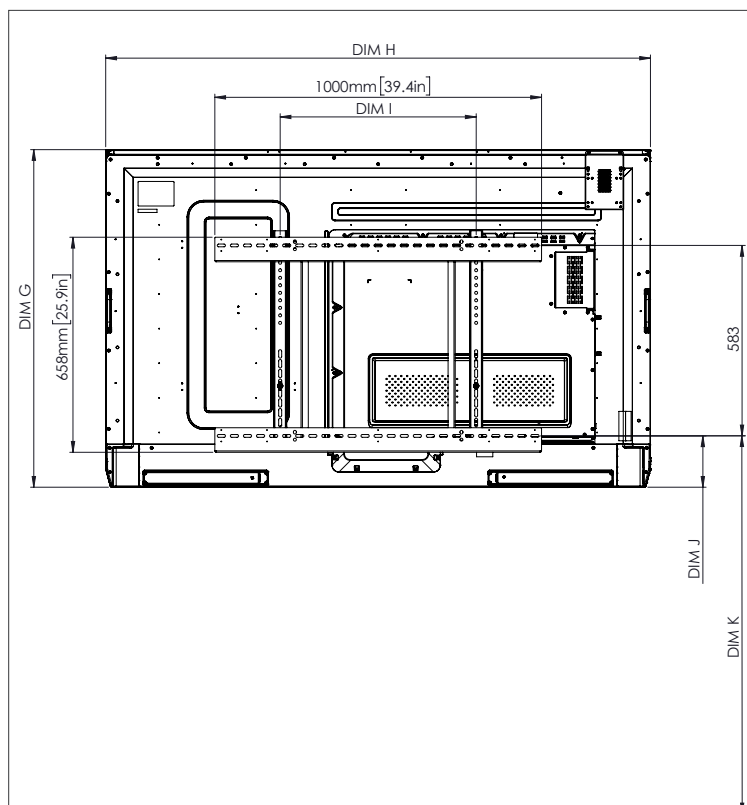 DIM H
1000mm [39.4in]
DIM I
DIM G
658mm [25.9in]
583
DIM J
DIM K